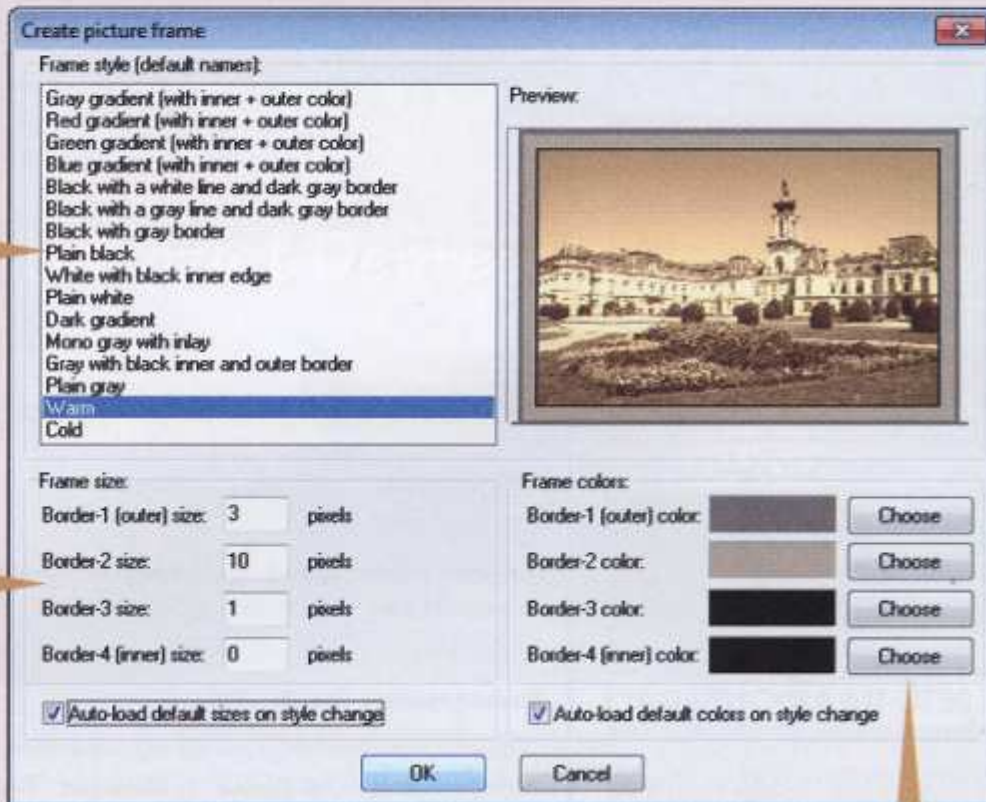 Create picture frame
Frame style (default names):
Gray gradient (with inner + outer color)
Red gradient (with inner + outer color)
Green gradient (with inner + outer color)
Blue gradient (with inner + outer color)
Black with a white line and dark gray border
Black with a gray line and dark gray border
Black with gray border
Plain black
White with black inner edge
Plain white
Dark gradient
Mono gray with inlay
Gray with black inner and outer border
Plain gray
Warm
Cold
Preview:
Frame size:
Border-1 (outer) size: 3 pixels
Border-2 size: 10 pixels
Border-3 size: 1 pixels
Border-4 (inner) size: 0 pixels
Auto-load default sizes on style change
Frame colors:
Border-1 (outer) color: Choose
Border-2 color: Choose
Border-3 color: Choose
Border-4 (inner) color: Choose
Auto-load default colors on style change
OK Cancel